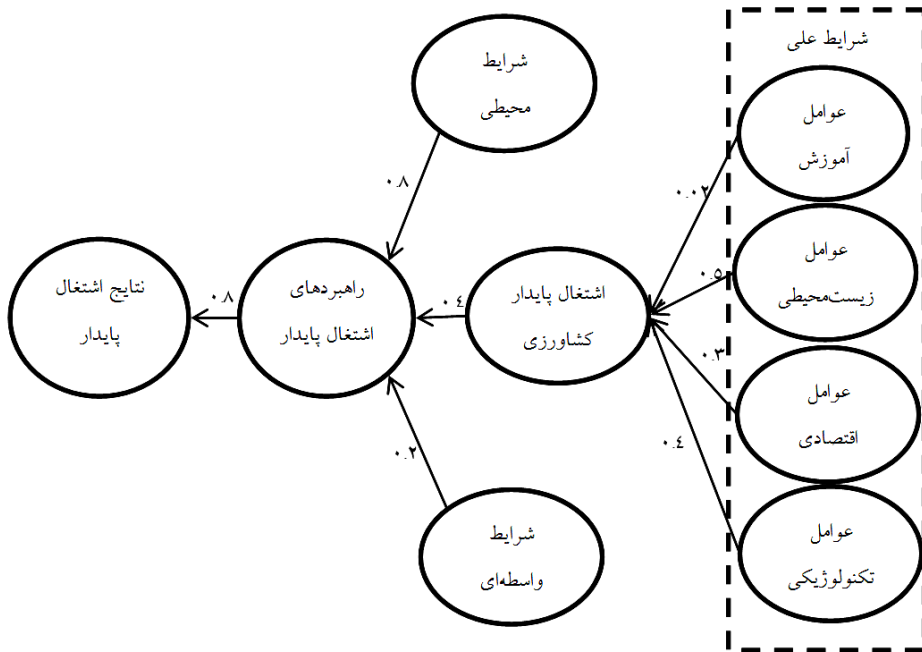 شرایط علی
عوامل
آموزش
۰.۰۲
عوامل
زیست‌محیطی
۰.۵
عوامل
اقتصادی
۰.۳
عوامل
تکنولوژیکی
۰.٤
اشتغال پایدار
کشاورزی
۰.٤
شرایط
محیطی
۰.۸
شرایط
واسطه‌ای
۰.۲
راهبردهای
اشتغال پایدار
۰.۸
نتایج اشتغال
پایدار